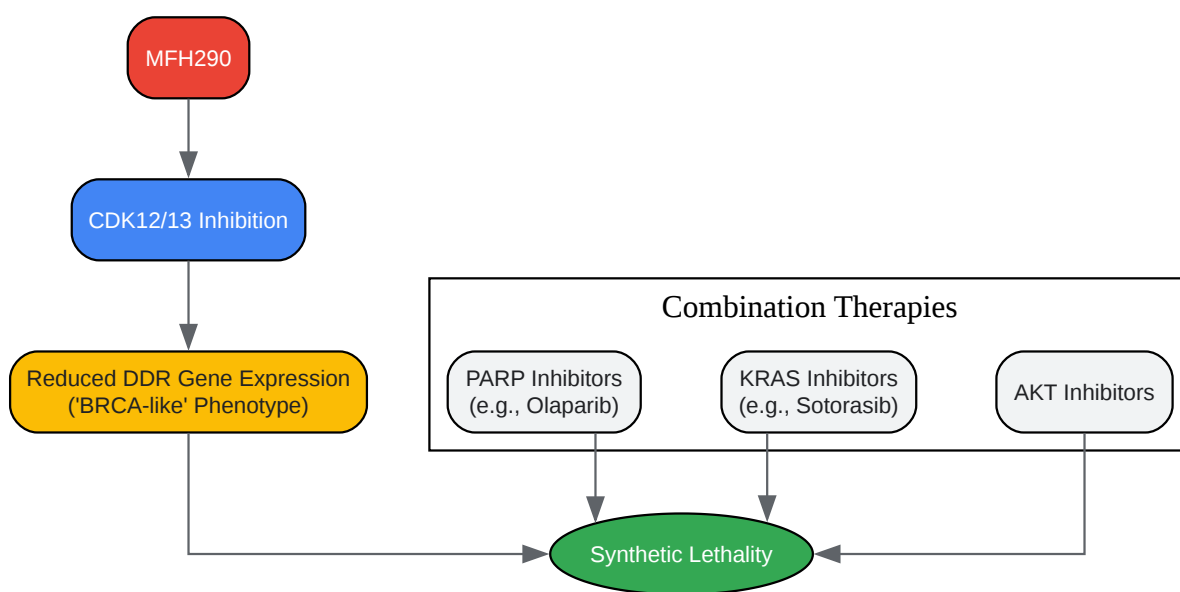 MFH290
CDK12/13 Inhibition
Combination Therapies
Reduced DDR Gene Expression
('BRCA-like' Phenotype)
PARP Inhibitors
(e.g., Olaparib)
KRAS Inhibitors
(e.g., Sotorasib)
AKT Inhibitors
Synthetic Lethality